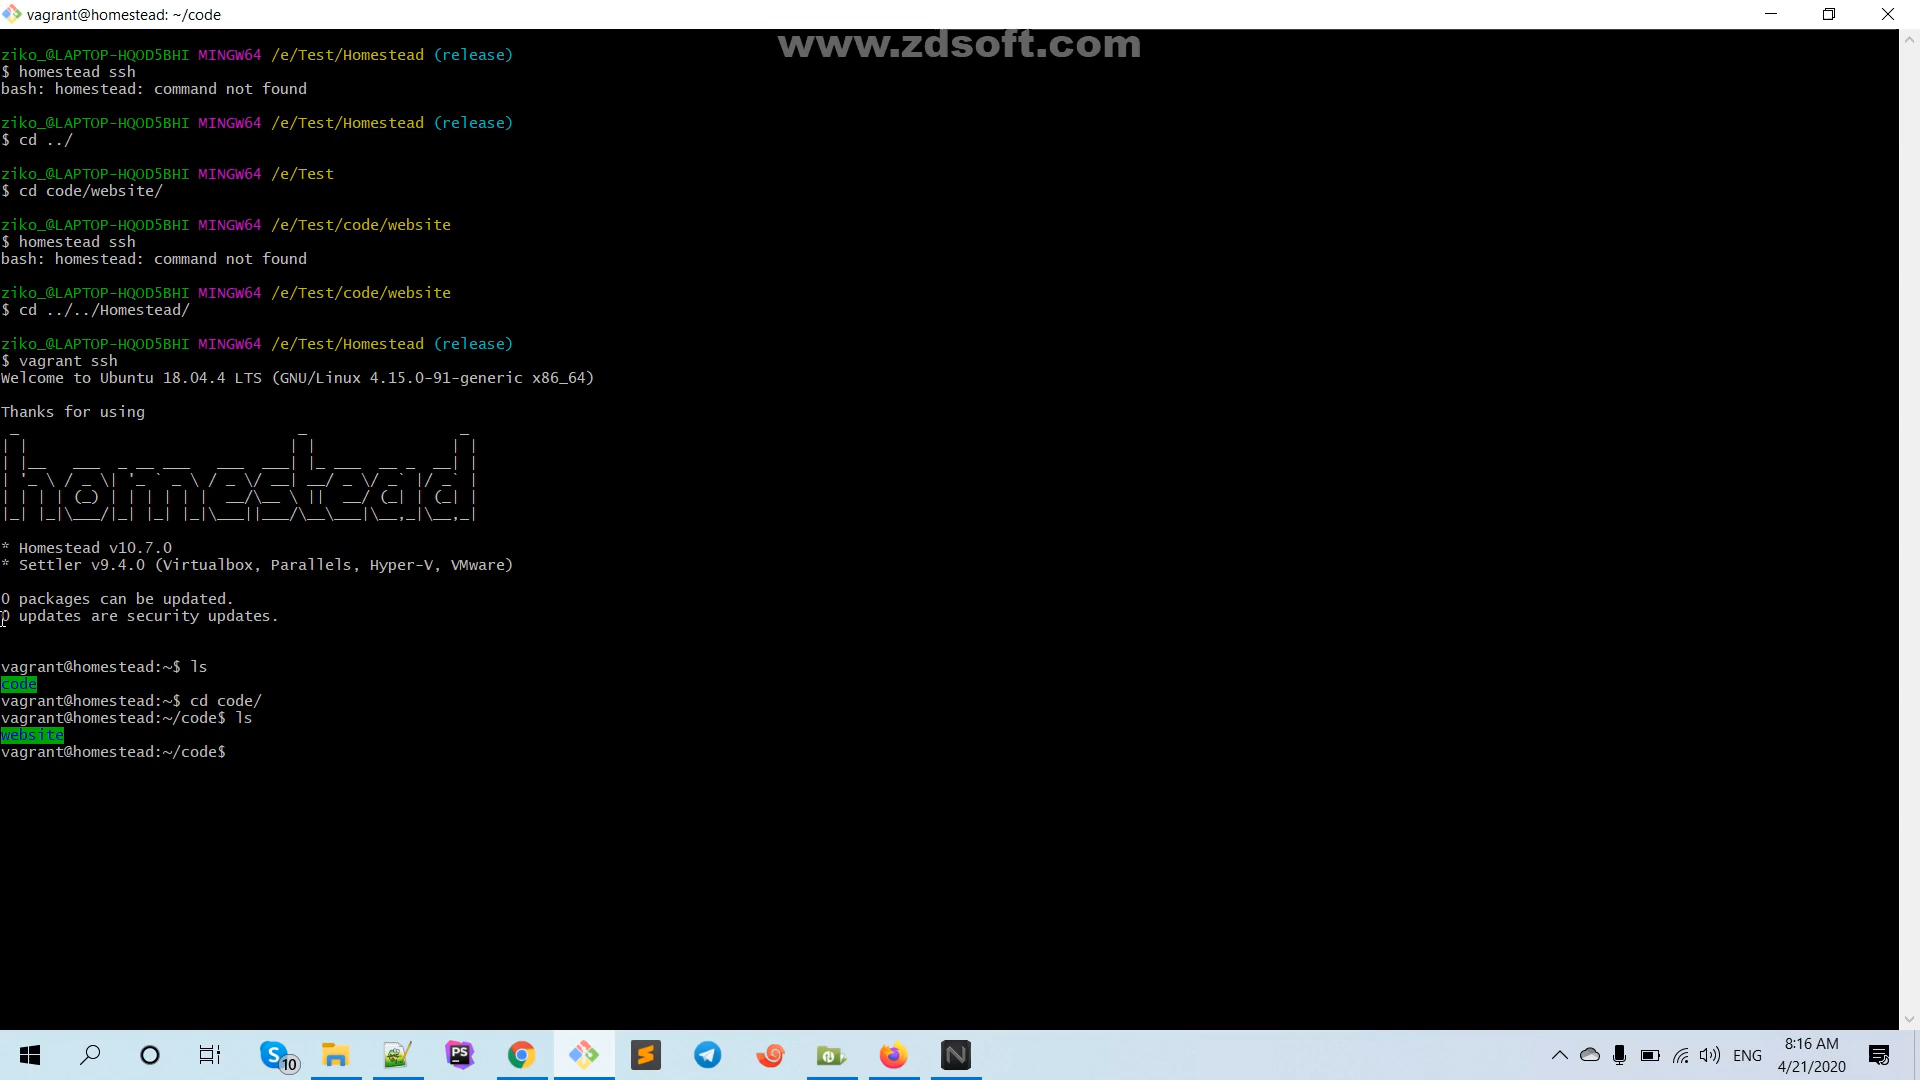 vagrant@homestead: ~/code
www.zdsoft.com
ziko_@LAPTOP-HQOD5BHI MINGW64 /e/Test/Homestead (release)
$ homestead ssh
bash: homestead: command not found
ziko_@LAPTOP-HQOD5BHI MINGW64 /e/Test/Homestead (release)
$ cd ../
ziko_@LAPTOP-HQOD5BHI MINGW64 /e/Test
$ cd code/website/
ziko_@LAPTOP-HQOD5BHI MINGW64 /e/Test/code/website
$ homestead ssh
bash: homestead: command not found
ziko_@LAPTOP-HQOD5BHI MINGW64 /e/Test/code/website
$ cd ../../Homestead/
ziko_@LAPTOP-HQOD5BHI MINGW64 /e/Test/Homestead (release)
$ vagrant ssh
Welcome to Ubuntu 18.04.4 LTS (GNU/Linux 4.15.0-91-generic x86_64)
Thanks for using
homestead
* Homestead v10.7.0
* Settler v9.4.0 (Virtualbox, Parallels, Hyper-V, VMware)
0 packages can be updated.
0 updates are security updates.
vagrant@homestead:~$ ls
code
vagrant@homestead:~$ cd code/
vagrant@homestead:~/code$ ls
website
vagrant@homestead:~/code$
S 10
PS
N
ENG
8:16 AM
4/21/2020